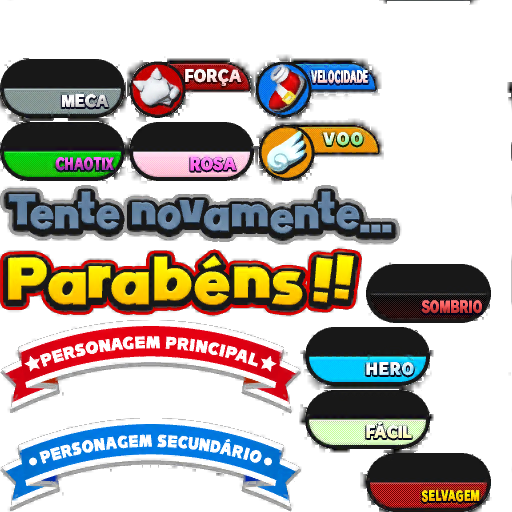 MECA
FORÇA
VELOCIDADE
CHAOTIX
ROSA
VOO
Tente novamente...
Parabéns!!
SOMBRIO
★PERSONAGEM PRINCIPAL★
HERO
FÁCIL
•PERSONAGEM SECUNDÁRIO•
SELVAGEM